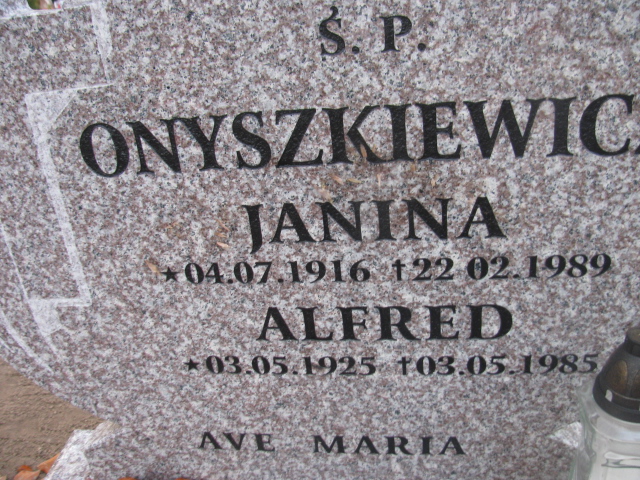 Ś. P.
ONYSZKIEWICZ
JANINA
★04.07.1916 †22 02.1989
ALFRED
★03.05.1925 †03.05.1985
AVE MARIA